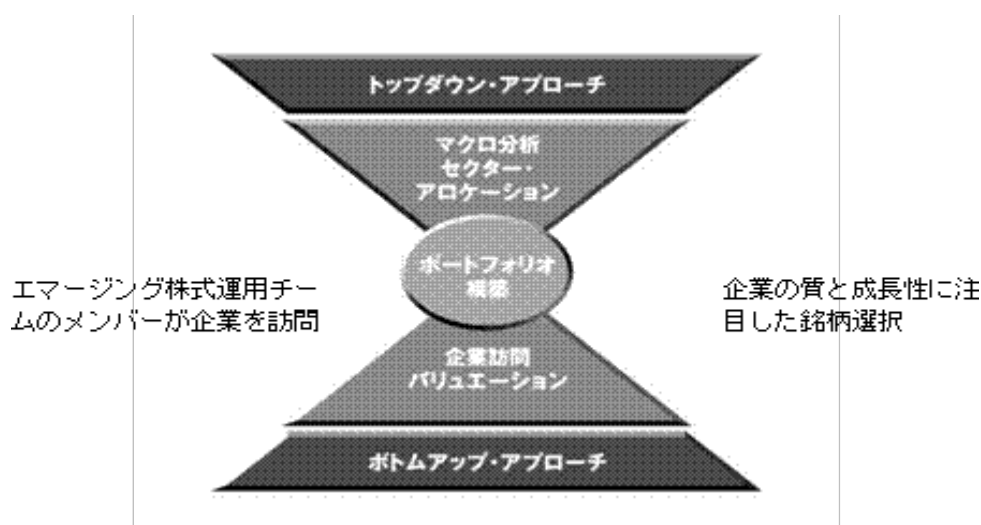 トップダウン・アプローチ
マクロ分析
セクター・
アロケーション
ポートフォリオ
構築
エマージング株式運用チー
ムのメンバーが企業を訪問
企業の質と成長性に注
目した銘柄選択
企業訪問
バリュエーション
ボトムアップ・アプローチ